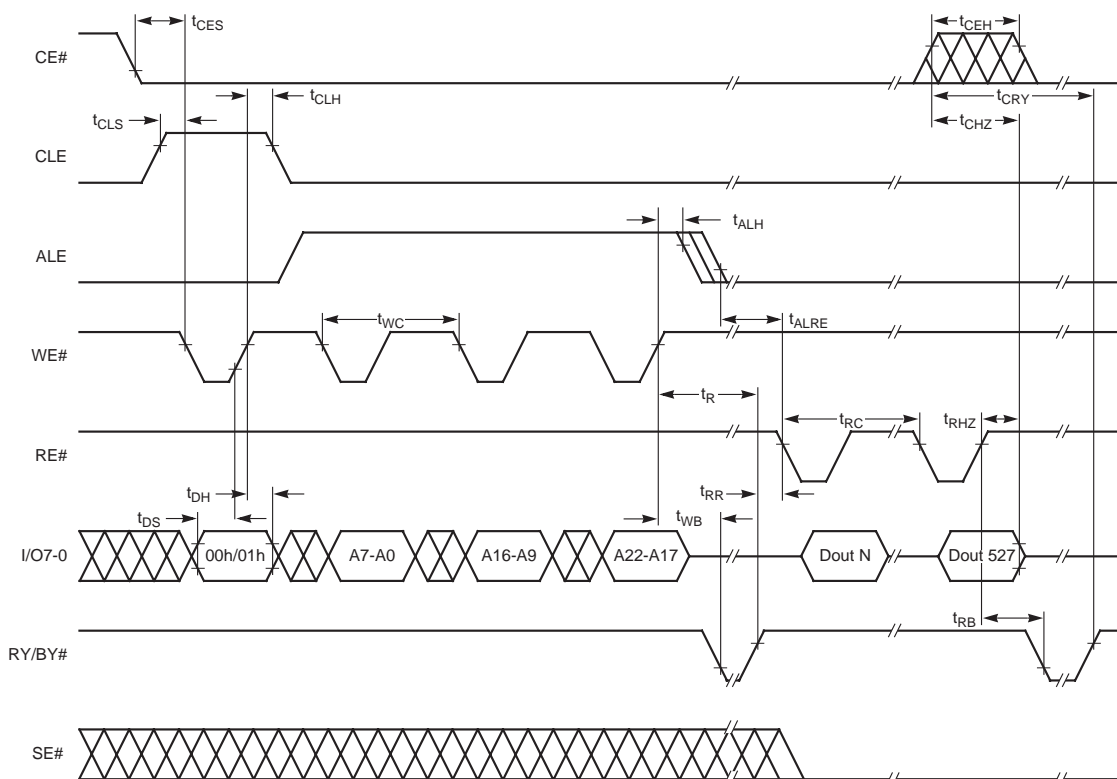 tCES
tCEH
CE#
tCLH
tCRY
tCLS
tCHZ
CLE
tALH
ALE
tWC
tALRE
WE#
tR
tRC
tRHZ
RE#
tDH
tRR
tDS
tWB
I/O7-0
00h/01h
A7-A0
A16-A9
A22-A17
Dout N
Dout 527
tRB
RY/BY#
SE#